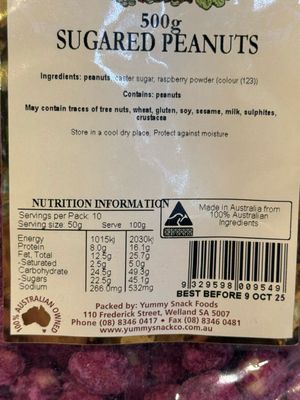 500g
SUGARED PEANUTS
Ingredients: peanuts, caster sugar, raspberry powder (colour (123))
Contains: peanuts
May contain traces of tree nuts, wheat, gluten, soy, sesame, milk, sulphites,
crustacea
Store in a cool dry place. Protect against moisture
NUTRITION INFORMATION
Servings per Pack: 10
Serving size: 50g Serve 100g
Energy 1015kj 2030kj
Protein 8.0g 16.1g
Fat, Total 12.5g 25.7g
-Saturated 2.5g 5.0g
Carbohydrate 24.5g 49.3g
-Sugars 22.5g 45.1g
Sodium 266.0mg 532mg
Made in Australia from
100% Australian
Ingredients
9 329598 009549
BEST BEFORE 9 OCT 25
100% AUSTRALIAN OWNED
Packed by: Yummy Snack Foods
110 Frederick Street, Welland SA 5007
Phone (08) 8346 0417 • Fax (08) 8346 0481
www.yummysnackco.com.au